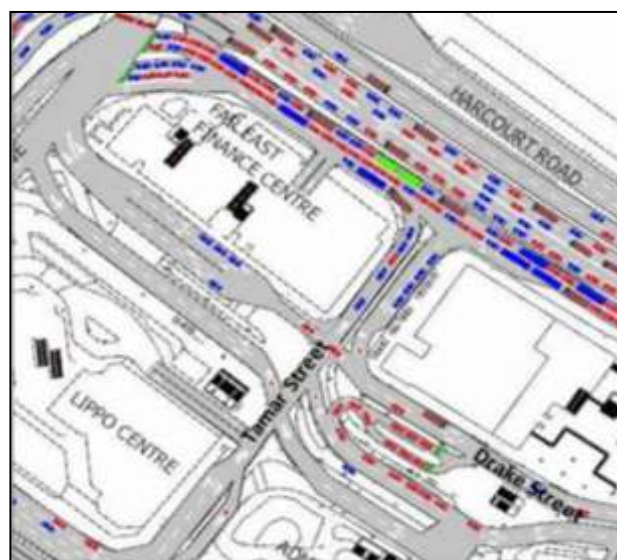 FAR EAST
FINANCE CENTRE
HARCOURT ROAD
Tamar Street
LIPPO CENTRE
Drake Street